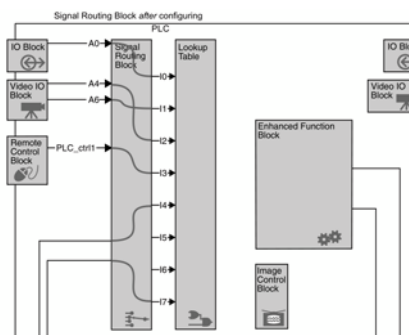 Signal Routing Block after configuring
PLC
IO Block
A0
Signal
Routing
Block
Lookup
Table
IO Bl
Video IO
Block
A4
A6
Video IO
Block
I0
I1
Enhanced Function
Block
Remote
Control
Block
PLC_ctrl1
I2
I3
I4
I5
I6
I7
Image
Control
Block